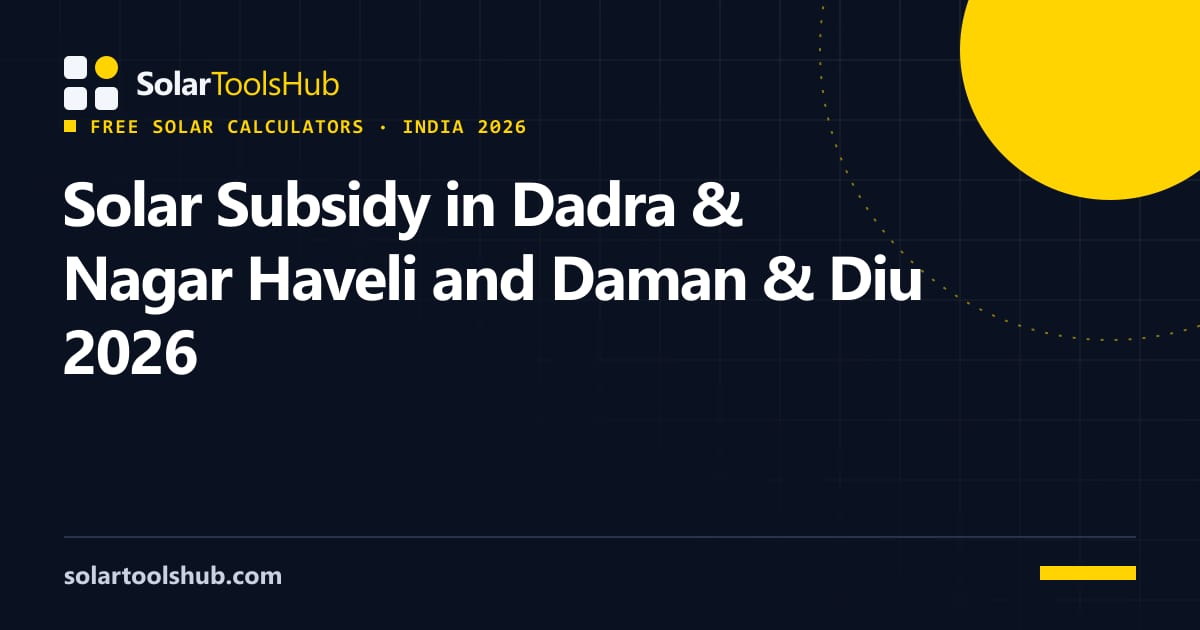 SolarToolsHub
FREE SOLAR CALCULATORS · INDIA 2026
Solar Subsidy in Dadra &
Nagar Haveli and Daman & Diu
2026
solartoolshub.com